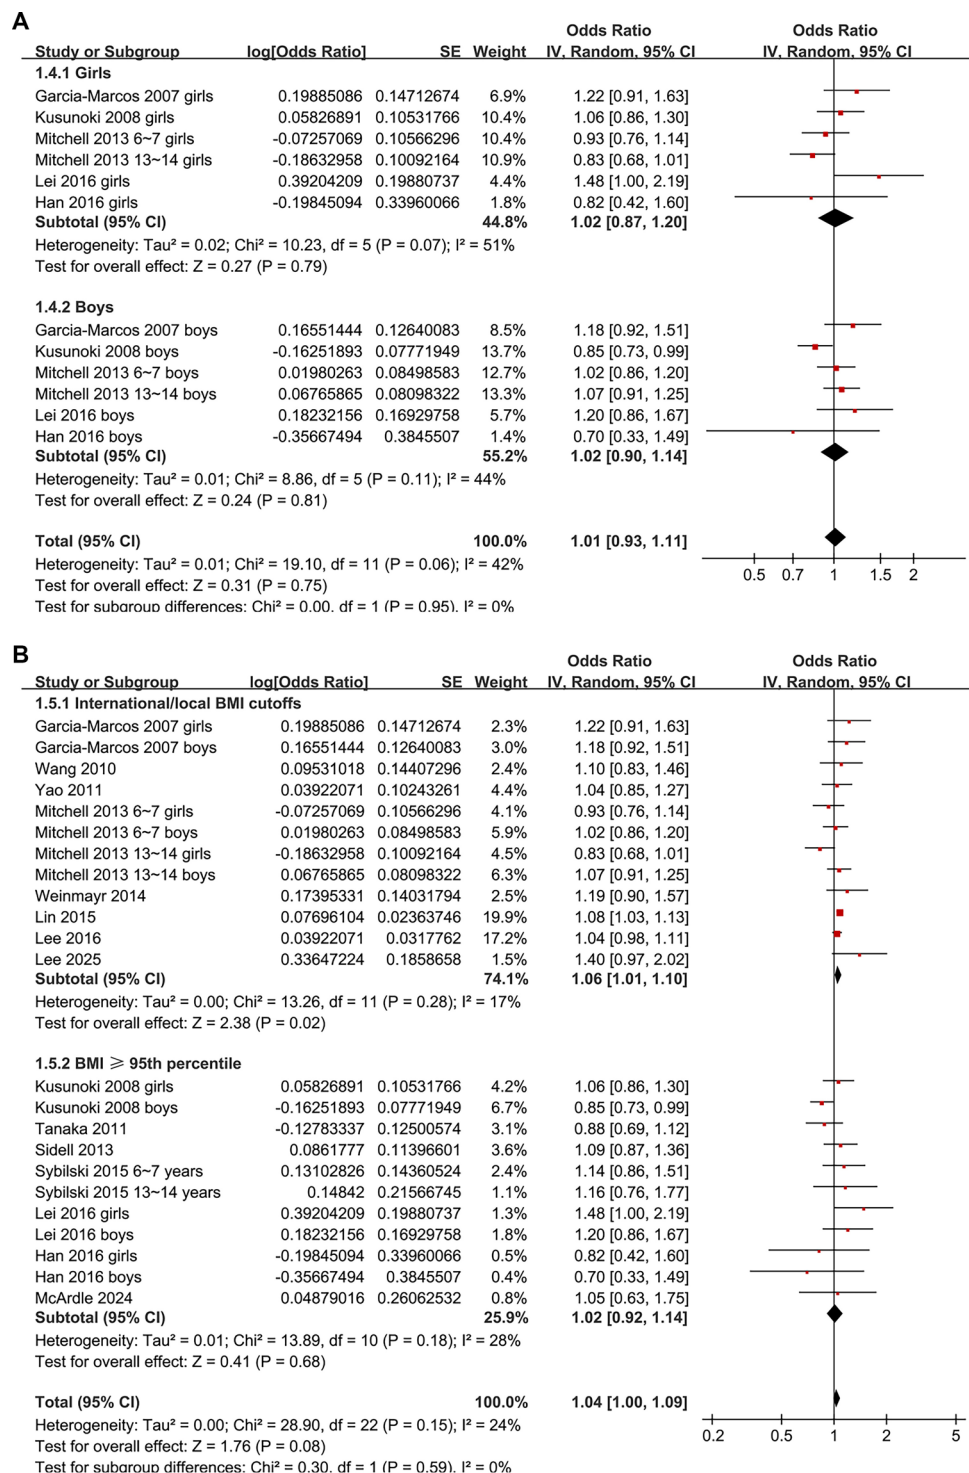 A
Odds Ratio Odds Ratio
Study or Subgroup log[Odds Ratio] SE Weight IV, Random, 95% CI IV, Random, 95% CI
1.4.1 Girls
Garcia-Marcos 2007 girls 0.19885086 0.14712674 6.9% 1.22 [0.91, 1.63]
Kusunoki 2008 girls 0.05826891 0.10531766 10.4% 1.06 [0.86, 1.30]
Mitchell 2013 6~7 girls -0.07257069 0.10566296 10.4% 0.93 [0.76, 1.14]
Mitchell 2013 13~14 girls -0.18632958 0.10092164 10.9% 0.83 [0.68, 1.01]
Lei 2016 girls 0.39204209 0.19880737 4.4% 1.48 [1.00, 2.19]
Han 2016 girls -0.19845094 0.33960066 1.8% 0.82 [0.42, 1.60]
Subtotal (95% CI) 44.8% 1.02 [0.87, 1.20]
Heterogeneity: Tau² = 0.02; Chi² = 10.23, df = 5 (P = 0.07); I² = 51%
Test for overall effect: Z = 0.27 (P = 0.79)
1.4.2 Boys
Garcia-Marcos 2007 boys 0.16551444 0.12640083 8.5% 1.18 [0.92, 1.51]
Kusunoki 2008 boys -0.16251893 0.07771949 13.7% 0.85 [0.73, 0.99]
Mitchell 2013 6~7 boys 0.01980263 0.08498583 12.7% 1.02 [0.86, 1.20]
Mitchell 2013 13~14 boys 0.06765865 0.08098322 13.3% 1.07 [0.91, 1.25]
Lei 2016 boys 0.18232156 0.16929758 5.7% 1.20 [0.86, 1.67]
Han 2016 boys -0.35667494 0.3845507 1.4% 0.70 [0.33, 1.49]
Subtotal (95% CI) 55.2% 1.02 [0.90, 1.14]
Heterogeneity: Tau² = 0.01; Chi² = 8.86, df = 5 (P = 0.11); I² = 44%
Test for overall effect: Z = 0.24 (P = 0.81)
Total (95% CI) 100.0% 1.01 [0.93, 1.11]
Heterogeneity: Tau² = 0.01; Chi² = 19.10, df = 11 (P = 0.06); I² = 42%
0.5 0.7 1 1.5 2
Test for overall effect: Z = 0.31 (P = 0.75)
Test for subgroup differences: Chi² = 0.00, df = 1 (P = 0.95), I² = 0%
B
Odds Ratio Odds Ratio
Study or Subgroup log[Odds Ratio] SE Weight IV, Random, 95% CI IV, Random, 95% CI
1.5.1 International/local BMI cutoffs
Garcia-Marcos 2007 girls 0.19885086 0.14712674 2.3% 1.22 [0.91, 1.63]
Garcia-Marcos 2007 boys 0.16551444 0.12640083 3.0% 1.18 [0.92, 1.51]
Wang 2010 0.09531018 0.14407296 2.4% 1.10 [0.83, 1.46]
Yao 2011 0.03922071 0.10243261 4.4% 1.04 [0.85, 1.27]
Mitchell 2013 6~7 girls -0.07257069 0.10566296 4.1% 0.93 [0.76, 1.14]
Mitchell 2013 6~7 boys 0.01980263 0.08498583 5.9% 1.02 [0.86, 1.20]
Mitchell 2013 13~14 girls -0.18632958 0.10092164 4.5% 0.83 [0.68, 1.01]
Mitchell 2013 13~14 boys 0.06765865 0.08098322 6.3% 1.07 [0.91, 1.25]
Weinmayr 2014 0.17395331 0.14031794 2.5% 1.19 [0.90, 1.57]
Lin 2015 0.07696104 0.02363746 19.9% 1.08 [1.03, 1.13]
Lee 2016 0.03922071 0.0317762 17.2% 1.04 [0.98, 1.11]
Lee 2025 0.33647224 0.1858658 1.5% 1.40 [0.97, 2.02]
Subtotal (95% CI) 74.1% 1.06 [1.01, 1.10]
Heterogeneity: Tau² = 0.00; Chi² = 13.26, df = 11 (P = 0.28); I² = 17%
Test for overall effect: Z = 2.38 (P = 0.02)
1.5.2 BMI ⩾ 95th percentile
Kusunoki 2008 girls 0.05826891 0.10531766 4.2% 1.06 [0.86, 1.30]
Kusunoki 2008 boys -0.16251893 0.07771949 6.7% 0.85 [0.73, 0.99]
Tanaka 2011 -0.12783337 0.12500574 3.1% 0.88 [0.69, 1.12]
Sidell 2013 0.0861777 0.11396601 3.6% 1.09 [0.87, 1.36]
Sybilski 2015 6~7 years 0.13102826 0.14360524 2.4% 1.14 [0.86, 1.51]
Sybilski 2015 13~14 years 0.14842 0.21566745 1.1% 1.16 [0.76, 1.77]
Lei 2016 girls 0.39204209 0.19880737 1.3% 1.48 [1.00, 2.19]
Lei 2016 boys 0.18232156 0.16929758 1.8% 1.20 [0.86, 1.67]
Han 2016 girls -0.19845094 0.33960066 0.5% 0.82 [0.42, 1.60]
Han 2016 boys -0.35667494 0.3845507 0.4% 0.70 [0.33, 1.49]
McArdle 2024 0.04879016 0.26062532 0.8% 1.05 [0.63, 1.75]
Subtotal (95% CI) 25.9% 1.02 [0.92, 1.14]
Heterogeneity: Tau² = 0.01; Chi² = 13.89, df = 10 (P = 0.18); I² = 28%
Test for overall effect: Z = 0.41 (P = 0.68)
Total (95% CI) 100.0% 1.04 [1.00, 1.09]
Heterogeneity: Tau² = 0.00; Chi² = 28.90, df = 22 (P = 0.15); I² = 24%
0.2 0.5 1 2 5
Test for overall effect: Z = 1.76 (P = 0.08)
Test for subgroup differences: Chi² = 0.30, df = 1 (P = 0.59), I² = 0%